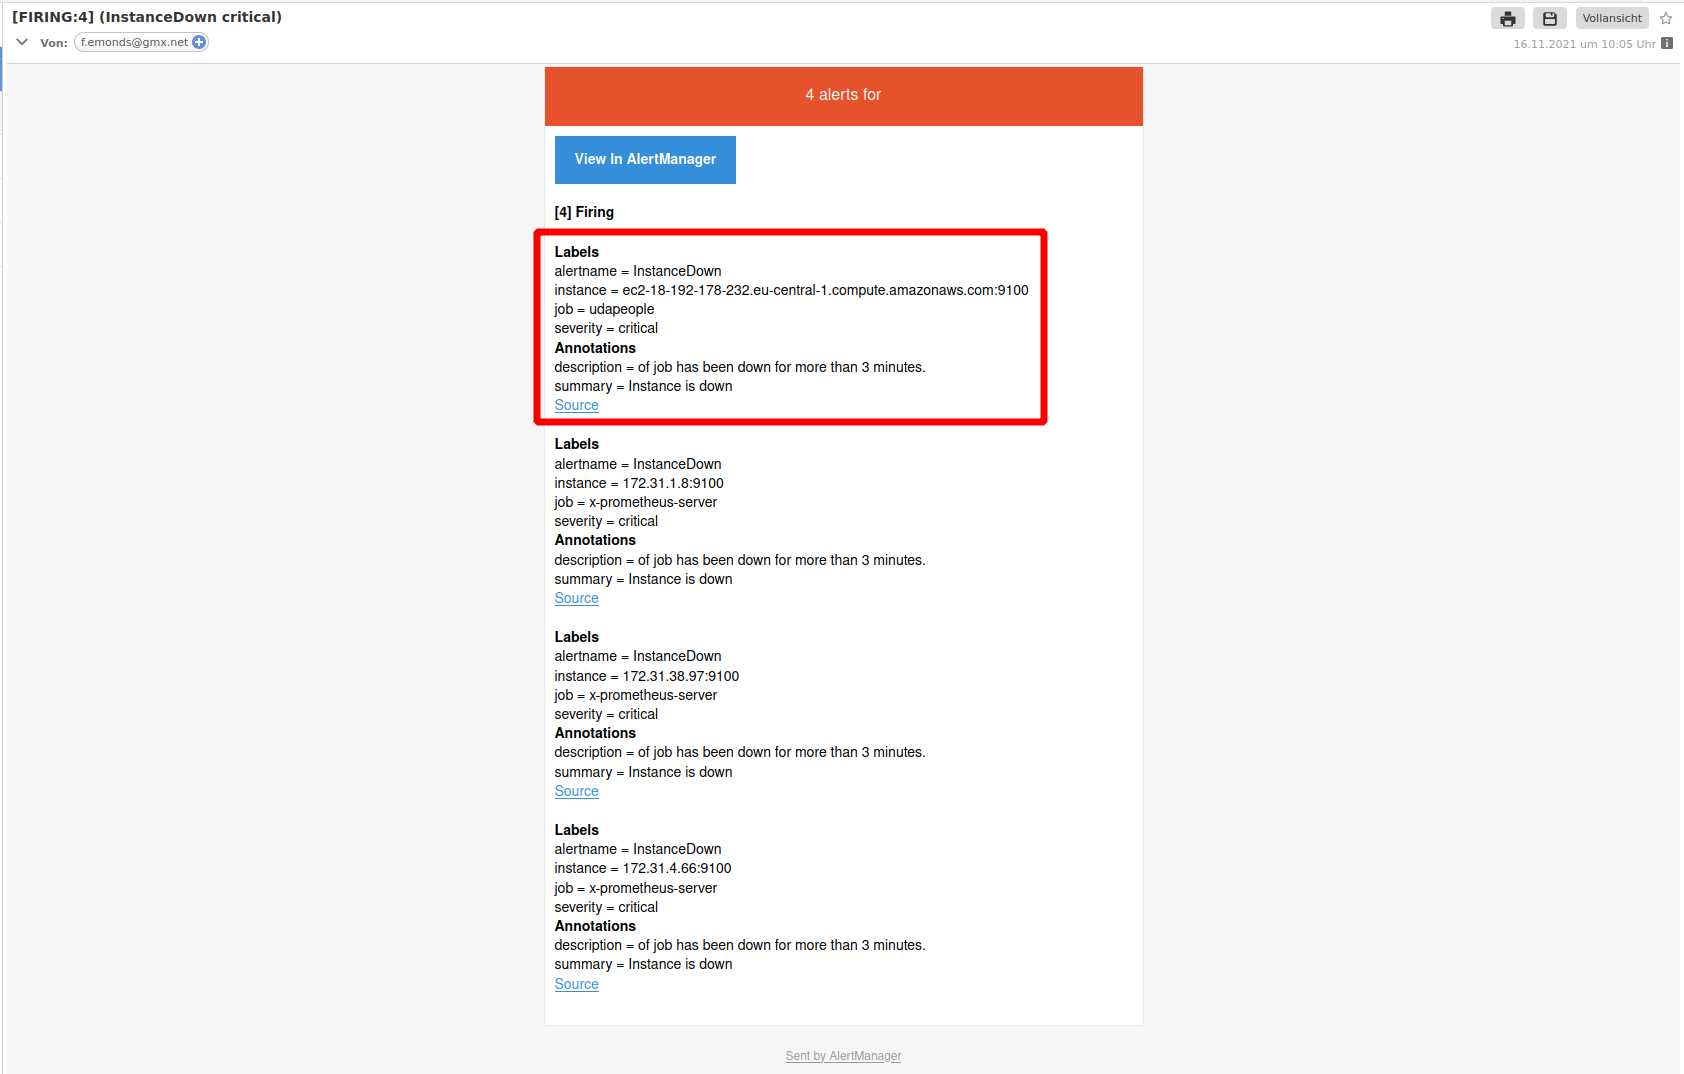 [FIRING:4] (InstanceDown critical)
Vollansicht
Von: f.emonds@gmx.net
16.11.2021 um 10:05 Uhr
4 alerts for
View In AlertManager
[4] Firing
Labels
alertname = InstanceDown
instance = ec2-18-192-178-232.eu-central-1.compute.amazonaws.com:9100
job = udapeople
severity = critical
Annotations
description = of job has been down for more than 3 minutes.
summary = Instance is down
Source
Labels
alertname = InstanceDown
instance = 172.31.1.8:9100
job = x-prometheus-server
severity = critical
Annotations
description = of job has been down for more than 3 minutes.
summary = Instance is down
Source
Labels
alertname = InstanceDown
instance = 172.31.38.97:9100
job = x-prometheus-server
severity = critical
Annotations
description = of job has been down for more than 3 minutes.
summary = Instance is down
Source
Labels
alertname = InstanceDown
instance = 172.31.4.66:9100
job = x-prometheus-server
severity = critical
Annotations
description = of job has been down for more than 3 minutes.
summary = Instance is down
Source
Sent by AlertManager